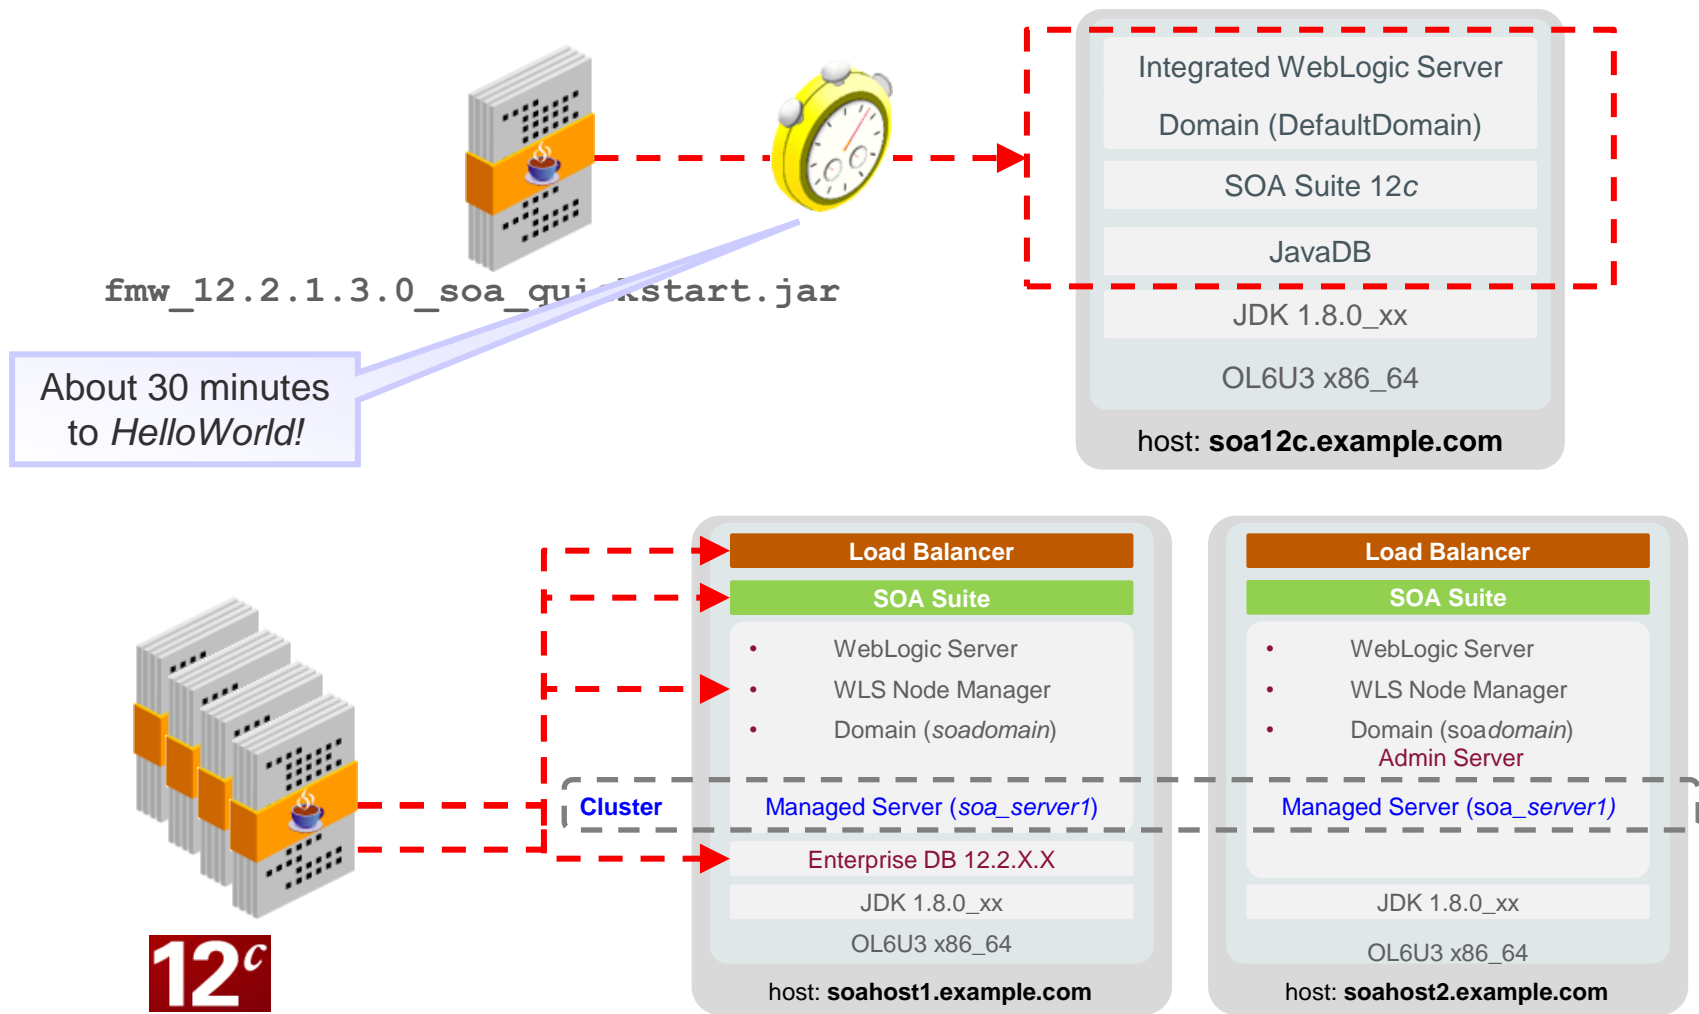 Integrated WebLogic Server
Domain (DefaultDomain)
SOA Suite 12c
JavaDB
JDK 1.8.0_xx
OL6U3 x86_64
host: soa12c.example.com
fmw_12.2.1.3.0_soa_quickstart.jar
About 30 minutes
to HelloWorld!
Load Balancer
SOA Suite
• WebLogic Server
• WLS Node Manager
• Domain (soadomain)
Cluster
Managed Server (soa_server1)
Enterprise DB 12.2.X.X
JDK 1.8.0_xx
OL6U3 x86_64
host: soahost1.example.com
Load Balancer
SOA Suite
• WebLogic Server
• WLS Node Manager
• Domain (soadomain)
Admin Server
Managed Server (soa_server1)
JDK 1.8.0_xx
OL6U3 x86_64
host: soahost2.example.com
12c